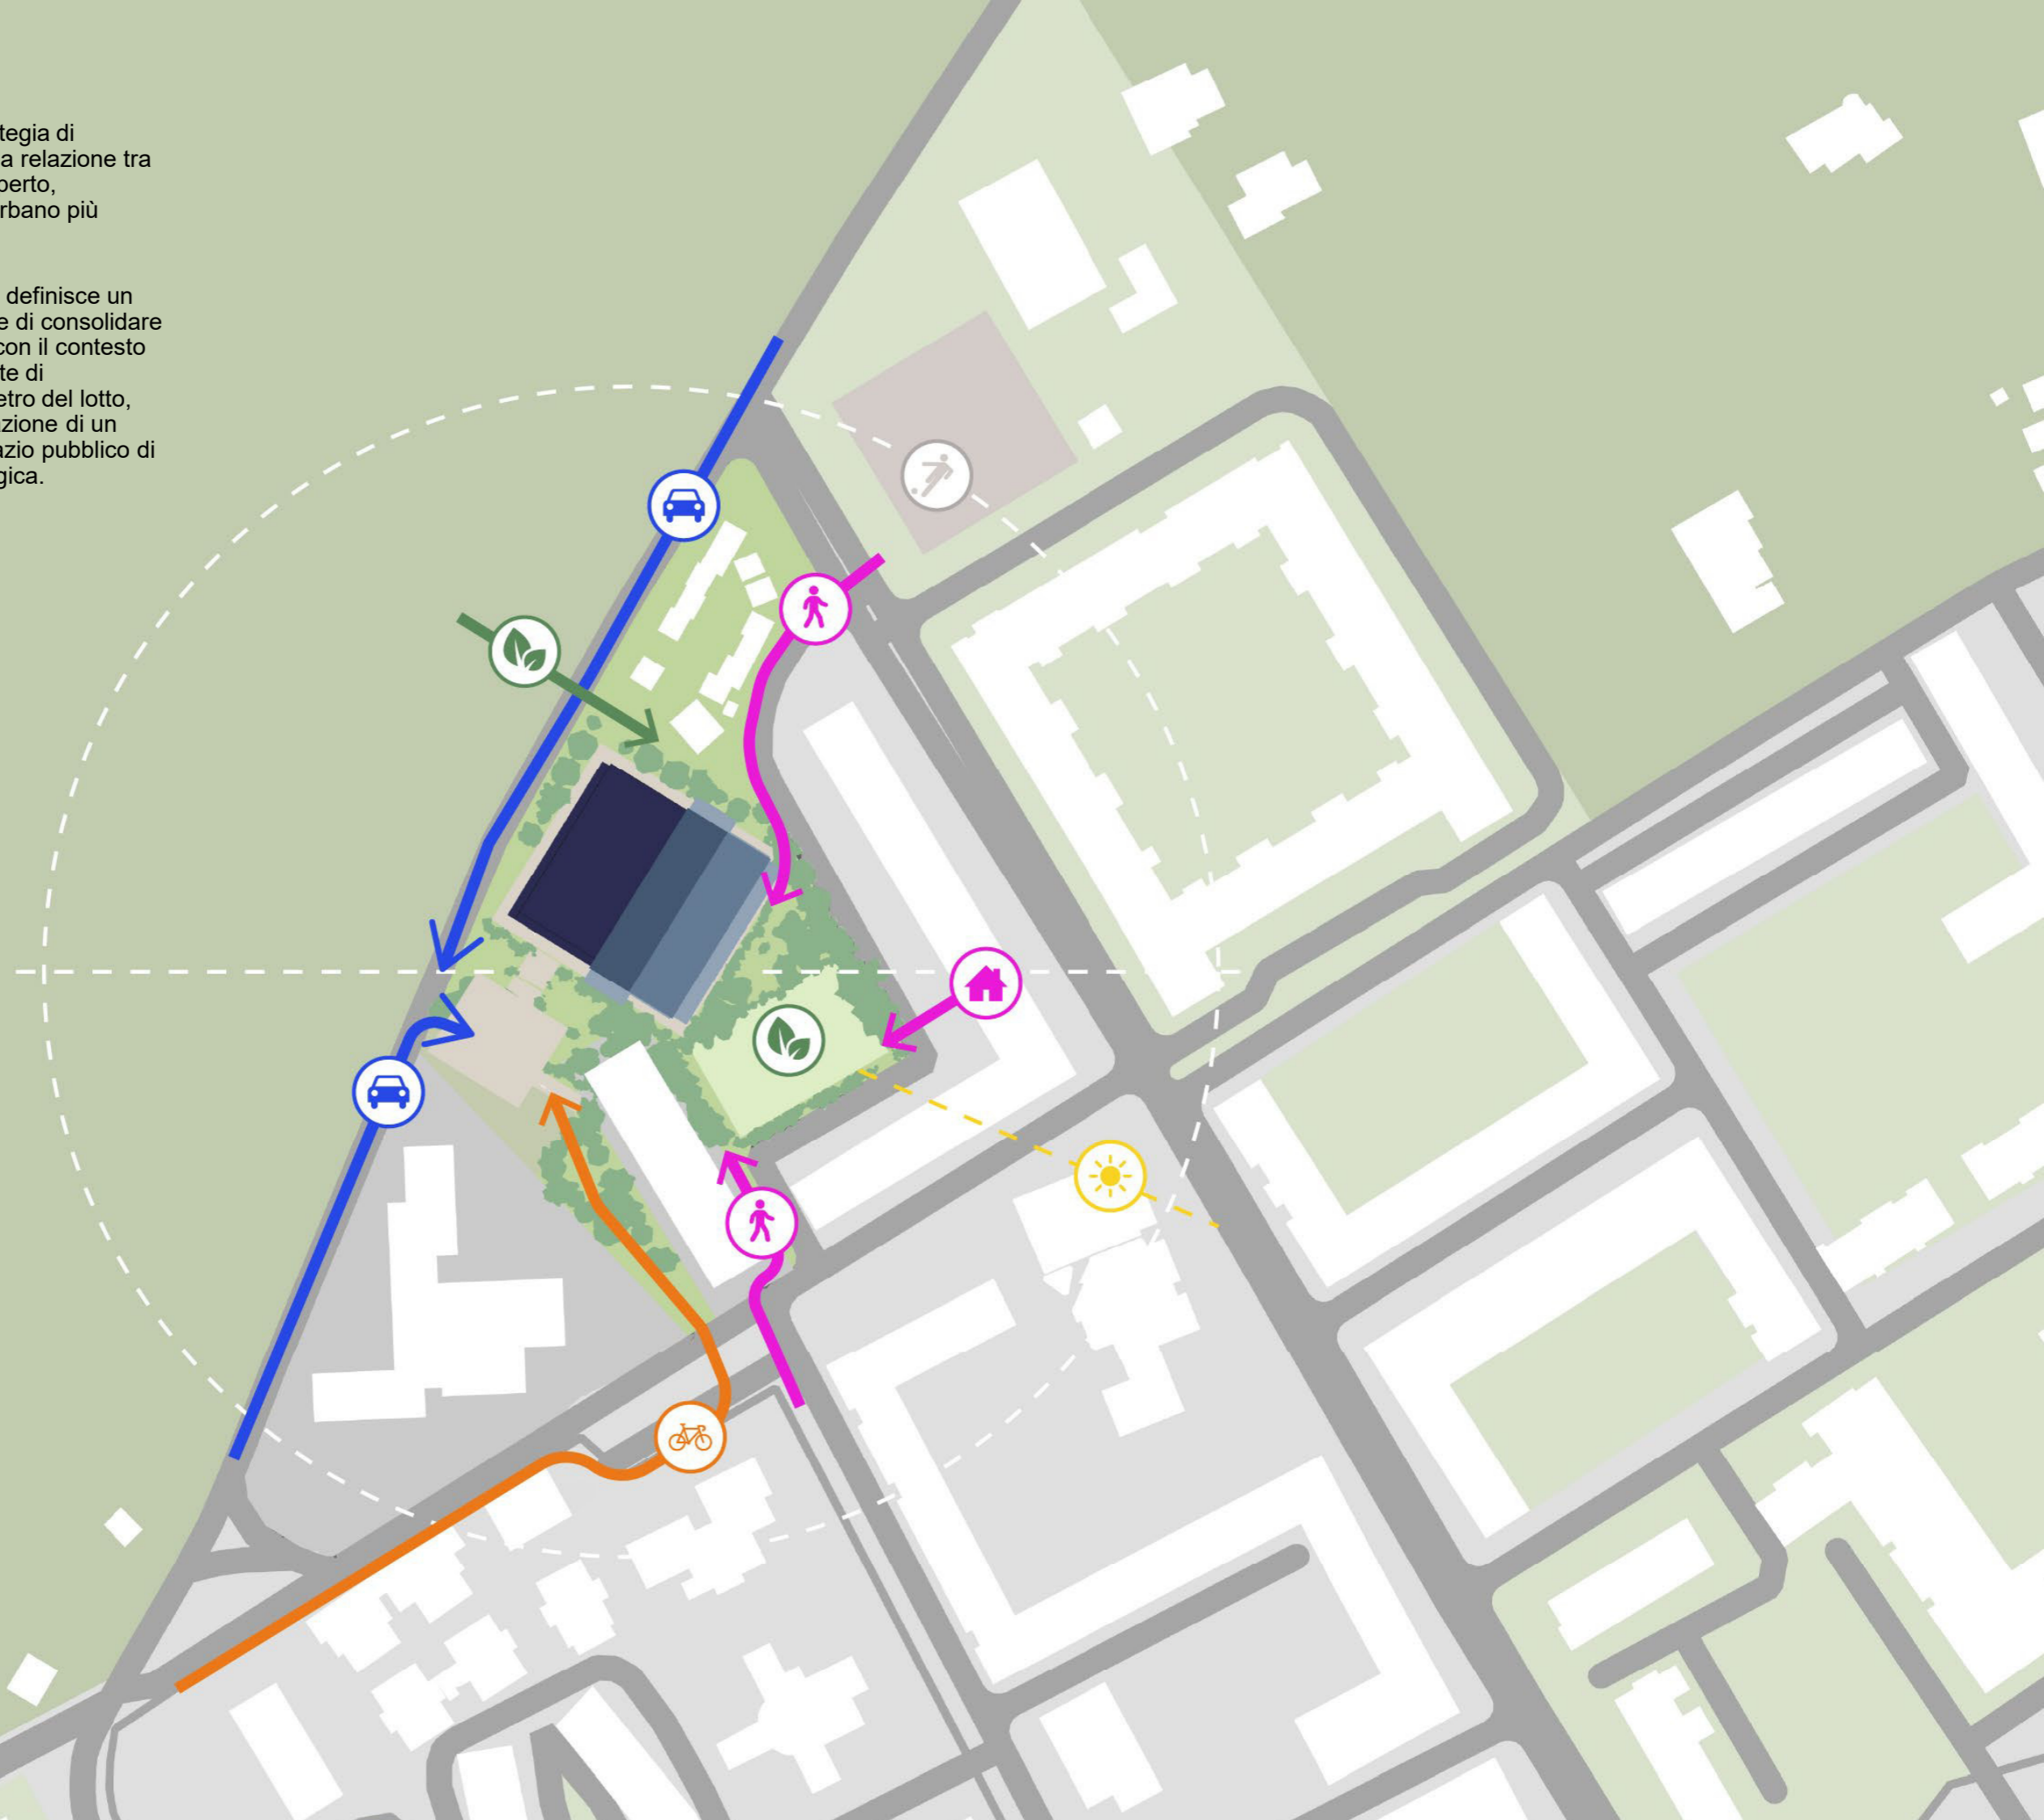 tegia di
a relazione tra
perto,
rbano più
definisce un
e di consolidare
con il contesto
te di
etro del lotto,
azione di un
azio pubblico di
gica.